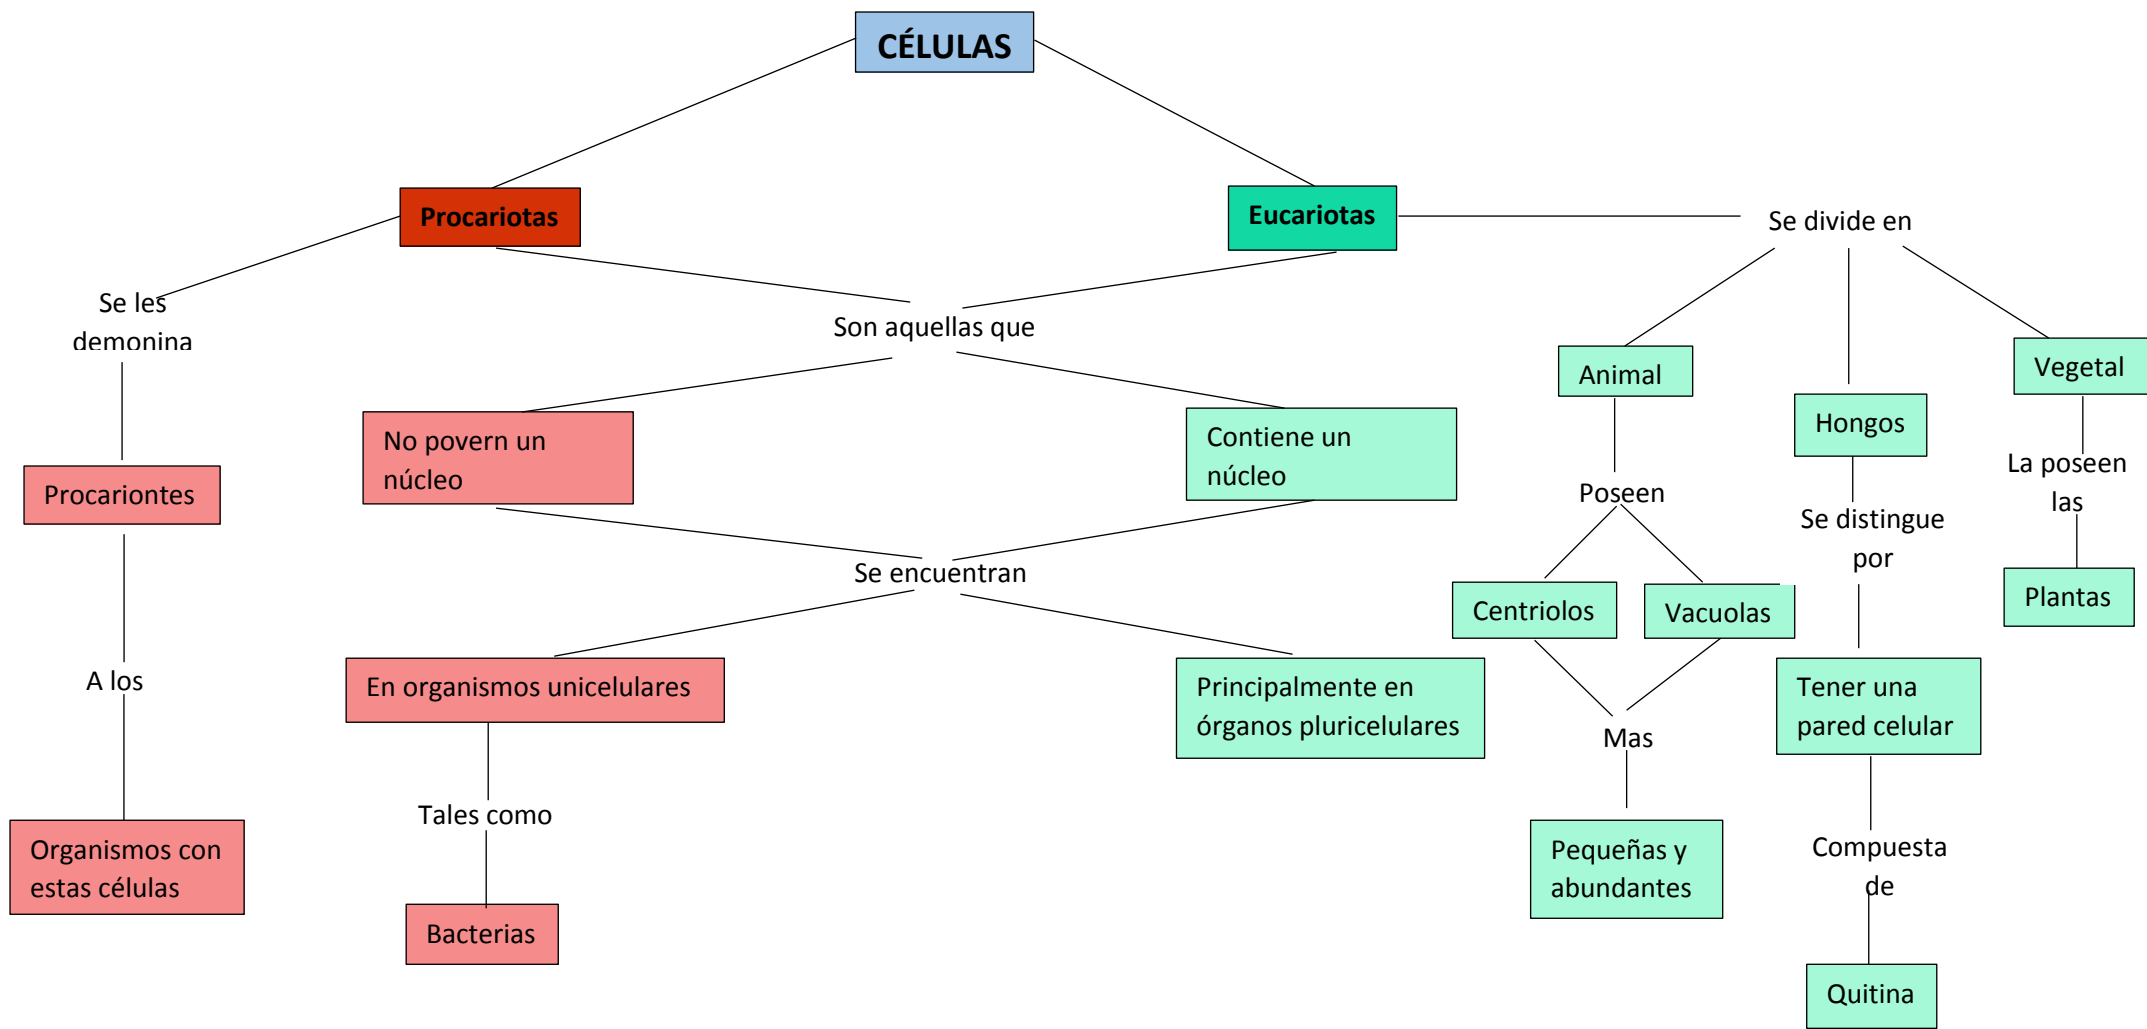 CÉLULAS
Procariotas
Eucariotas
Se divide en
Se les
demonina
Son aquellas que
Animal
Vegetal
Hongos
No povern un
núcleo
Contiene un
núcleo
La poseen
las
Procariontes
Poseen
Se distingue
por
Se encuentran
Centriolos
Vacuolas
Plantas
A los
En organismos unicelulares
Principalmente en
órganos pluricelulares
Tener una
pared celular
Mas
Tales como
Organismos con
estas células
Pequeñas y
abundantes
Compuesta
de
Bacterias
Quitina